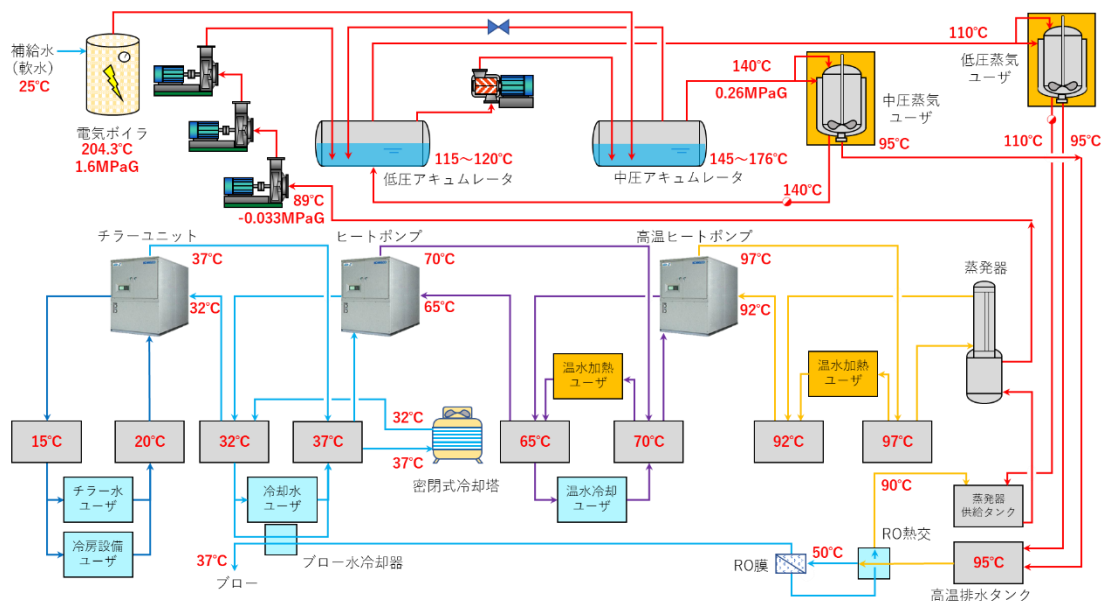 補給水
（軟水）
25℃
電気ボイラ
204.3℃
1.6MPaG
89℃
-0.033MPaG
115～120℃
低圧アキュムレータ
145～176℃
中圧アキュムレータ
140℃
0.26MPaG
140℃
中圧蒸気
ユーザ
95℃
110℃
低圧蒸気
ユーザ
110℃
95℃
チラーユニット
37℃
32℃
ヒートポンプ
70℃
65℃
高温ヒートポンプ
97℃
92℃
蒸発器
温水加熱
ユーザ
温水加熱
ユーザ
15℃
20℃
32℃
37℃
32℃
37℃
密閉式冷却塔
65℃
70℃
92℃
97℃
チラー水
ユーザ
冷房設備
ユーザ
冷却水
ユーザ
温水冷却
ユーザ
90℃
蒸発器
供給タンク
RO熱交
37℃
ブロー
ブロー水冷却器
RO膜
50℃
95℃
高温排水タンク